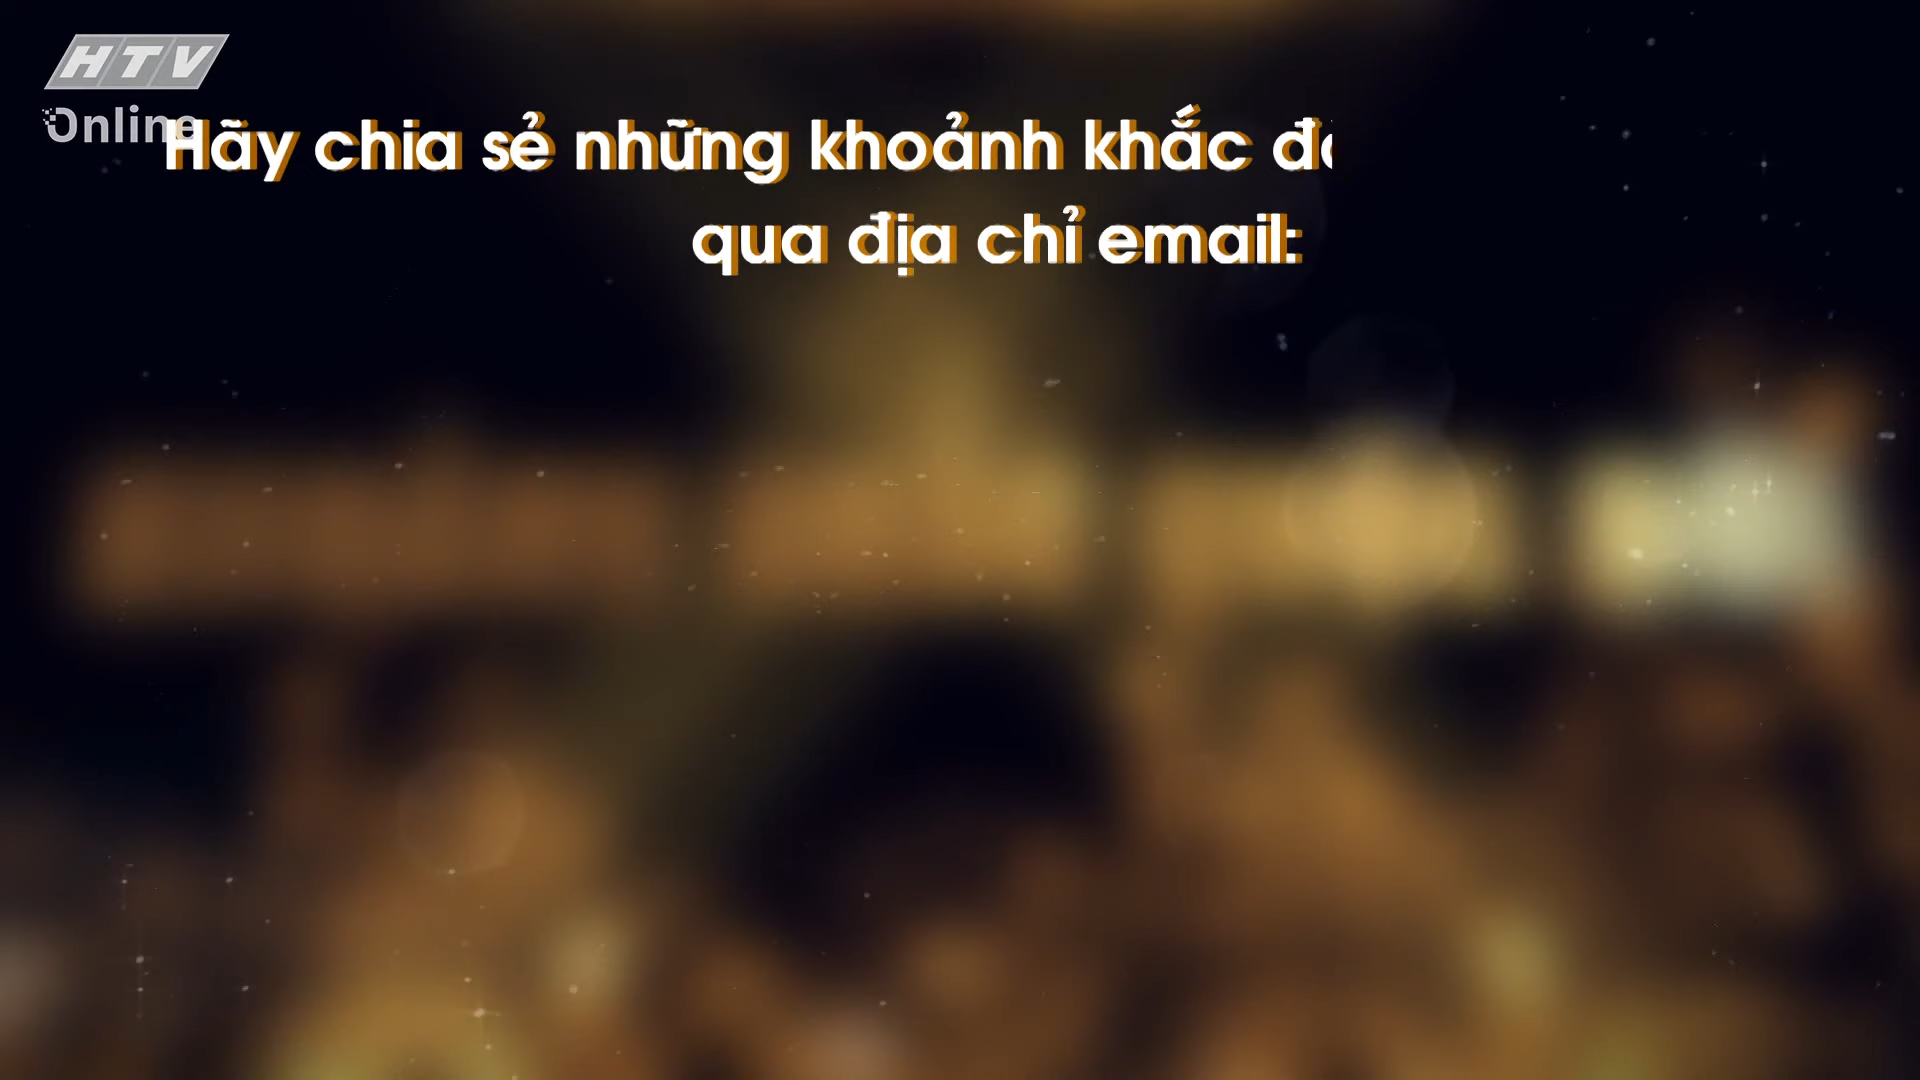 HTV
Online
Hãy chia sẻ những khoảnh khắc
qua địa chỉ email: